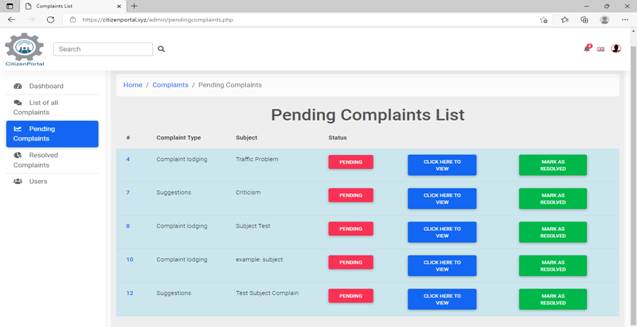 Complaints List
https://citizenportal.xyz/admin/pendingcomplaints.php
CitizenPortal
Search
Dashboard
List of all
Complaints
Pending
Complaints
Resolved
Complaints
Users
Home / Complaints / Pending Complaints
Pending Complaints List
# Complaint Type Subject Status
4 Complaint lodging Traffic Problem PENDING CLICK HERE TO VIEW MARK AS RESOLVED
7 Suggestions Criticism PENDING CLICK HERE TO VIEW MARK AS RESOLVED
8 Complaint lodging Subject Test PENDING CLICK HERE TO VIEW MARK AS RESOLVED
10 Complaint lodging example: subject PENDING CLICK HERE TO VIEW MARK AS RESOLVED
12 Suggestions Test Subject Complain PENDING CLICK HERE TO VIEW MARK AS RESOLVED